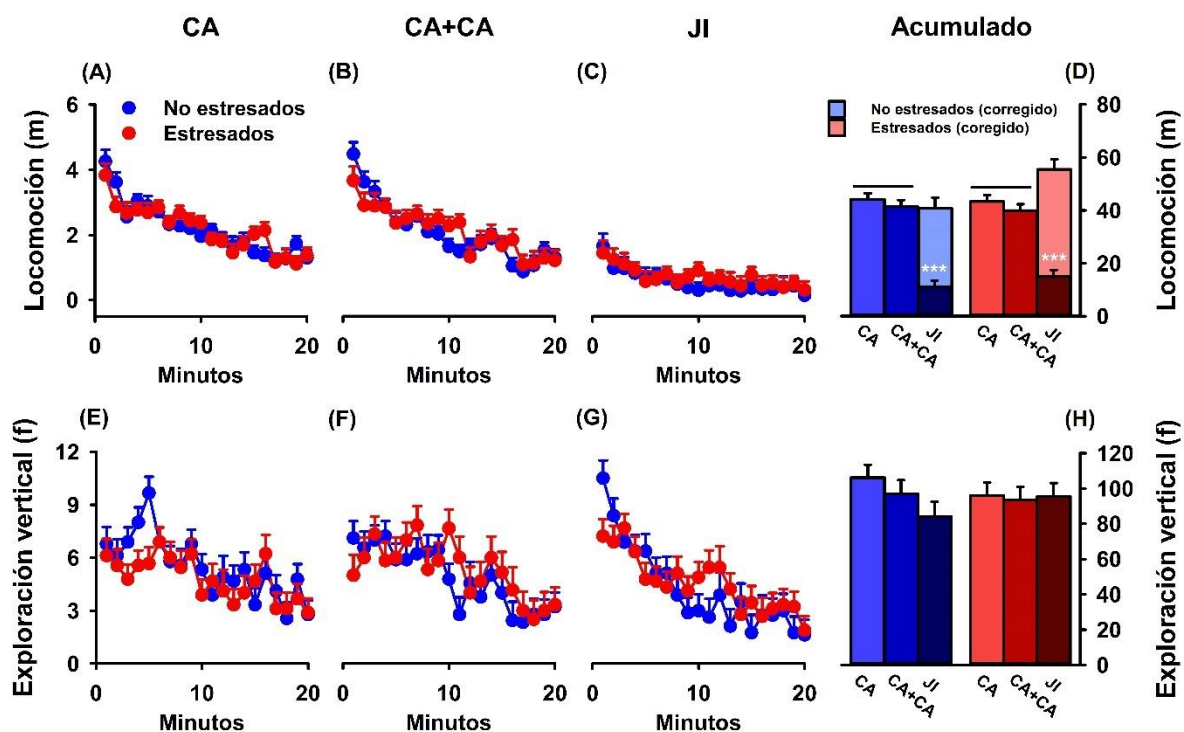 CA CA+CA JI Acumulado
(A) (B) (C) (D)
No estresados
Estresados
No estresados (corregido)
Estresados (coregido)
Locomoción (m)
6
4
2
0
80
60
40
20
0
Locomoción (m)
*** ***
0 10 20 0 10 20 0 10 20
CA CA+CA JI CA CA+CA JI
Minutos Minutos Minutos
(E) (F) (G) (H)
Exploración vertical (f)
12
9
6
3
0
120
100
80
60
40
20
0
Exploración vertical (f)
0 10 20 0 10 20 0 10 20
CA CA+CA JI CA CA+CA JI
Minutos Minutos Minutos